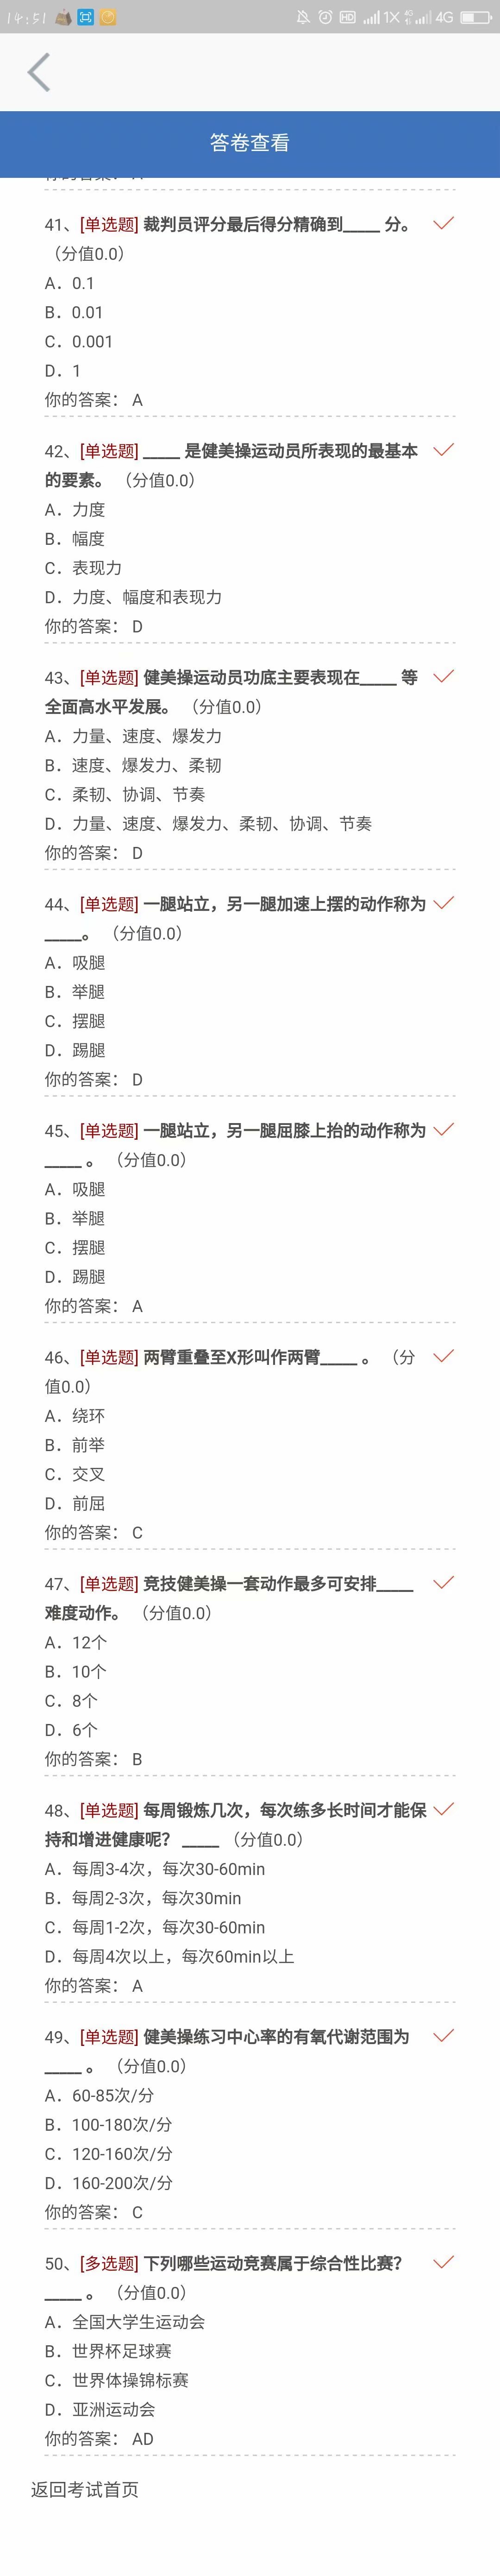 14:51
HD 1X 4G 4G
答卷查看
41、[单选题] 裁判员评分最后得分精确到____ 分。
（分值0.0）
A．0.1
B．0.01
C．0.001
D．1
你的答案： A
42、[单选题] ____ 是健美操运动员所表现的最基本
的要素。 （分值0.0）
A．力度
B．幅度
C．表现力
D．力度、幅度和表现力
你的答案： D
43、[单选题] 健美操运动员功底主要表现在____ 等
全面高水平发展。 （分值0.0）
A．力量、速度、爆发力
B．速度、爆发力、柔韧
C．柔韧、协调、节奏
D．力量、速度、爆发力、柔韧、协调、节奏
你的答案： D
44、[单选题] 一腿站立，另一腿加速上摆的动作称为
____。 （分值0.0）
A．吸腿
B．举腿
C．摆腿
D．踢腿
你的答案： D
45、[单选题] 一腿站立，另一腿屈膝上抬的动作称为
____ 。 （分值0.0）
A．吸腿
B．举腿
C．摆腿
D．踢腿
你的答案： A
46、[单选题] 两臂重叠至X形叫作两臂____ 。 （分
值0.0）
A．绕环
B．前举
C．交叉
D．前屈
你的答案： C
47、[单选题] 竞技健美操一套动作最多可安排____
难度动作。 （分值0.0）
A．12个
B．10个
C．8个
D．6个
你的答案： B
48、[单选题] 每周锻炼几次，每次练多长时间才能保
持和增进健康呢？ ____ （分值0.0）
A．每周3-4次，每次30-60min
B．每周2-3次，每次30min
C．每周1-2次，每次30-60min
D．每周4次以上，每次60min以上
你的答案： A
49、[单选题] 健美操练习中心率的有氧代谢范围为
____ 。 （分值0.0）
A．60-85次/分
B．100-180次/分
C．120-160次/分
D．160-200次/分
你的答案： C
50、[多选题] 下列哪些运动竞赛属于综合性比赛？
____ 。 （分值0.0）
A．全国大学生运动会
B．世界杯足球赛
C．世界体操锦标赛
D．亚洲运动会
你的答案： AD
返回考试首页